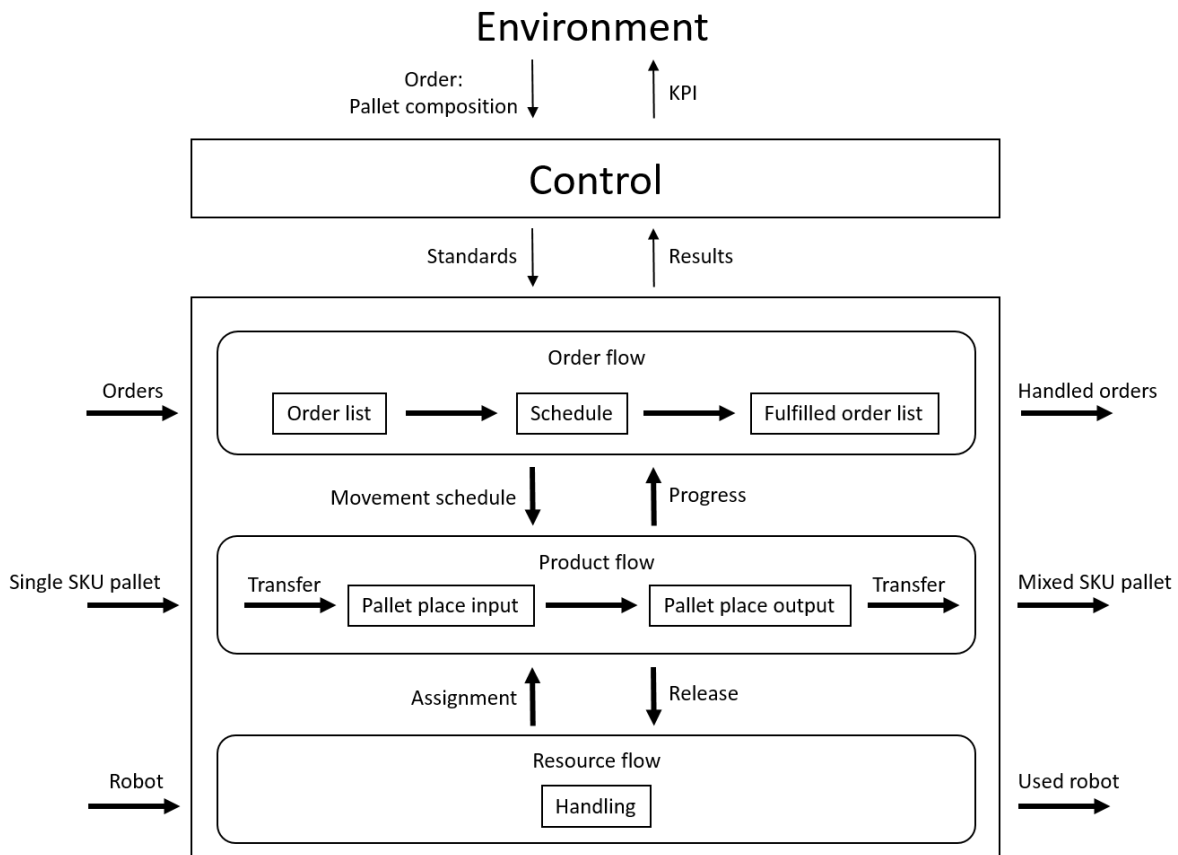 Environment
Order:
Pallet composition
KPI
Control
Standards
Results
Order flow
Orders
Order list
Schedule
Fulfilled order list
Handled orders
Movement schedule
Progress
Product flow
Single SKU pallet
Transfer
Pallet place input
Pallet place output
Transfer
Mixed SKU pallet
Assignment
Release
Resource flow
Robot
Handling
Used robot